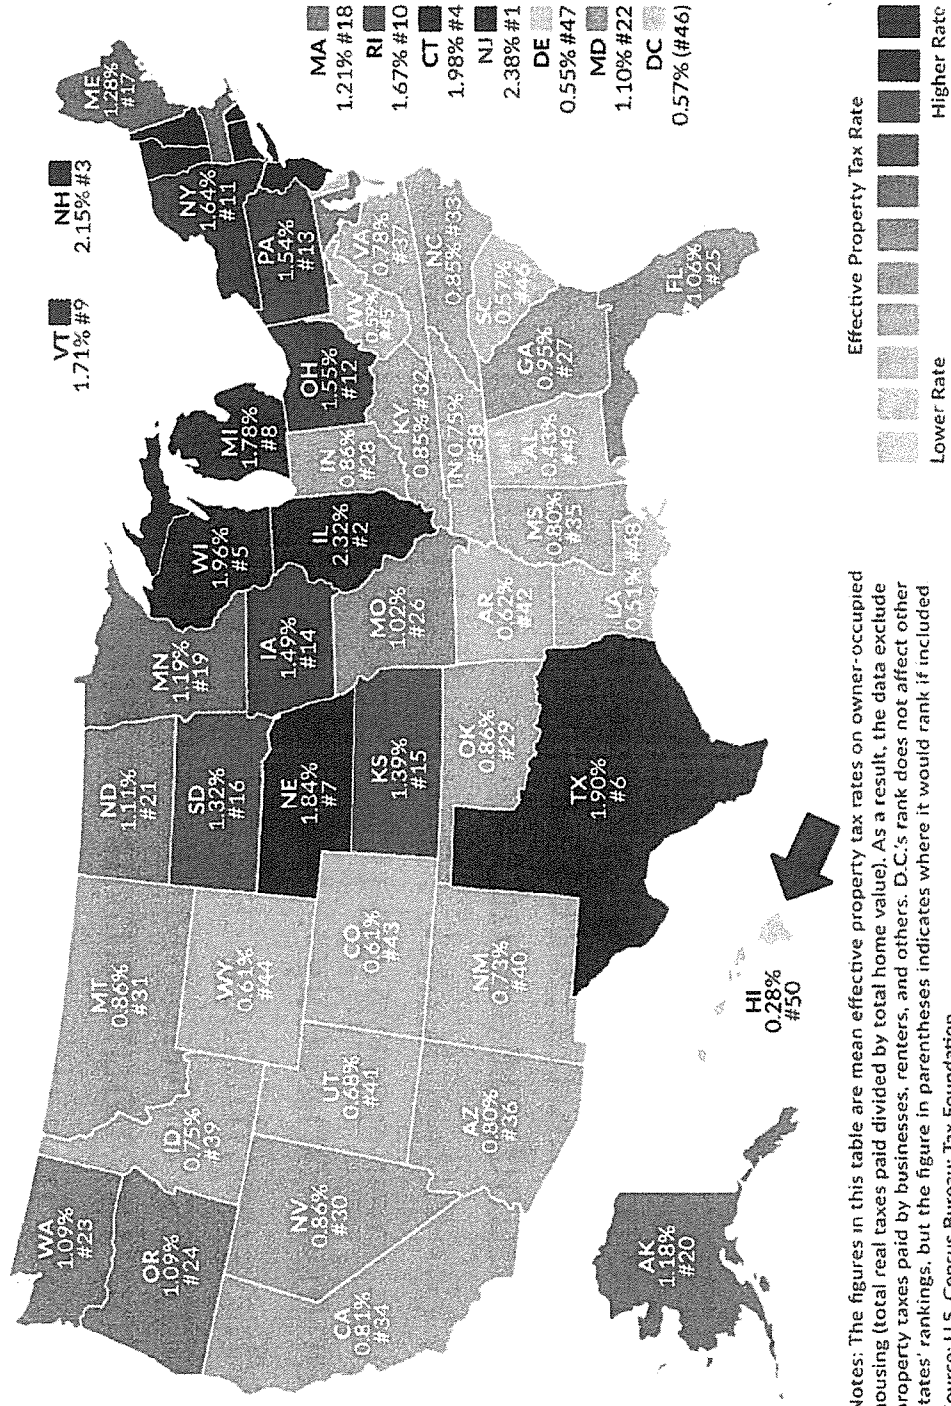 WA
1.09%
#23
OR
1.09%
#24
CA
0.81%
#34
NV
0.86%
#30
ID
0.75%
#39
MT
0.86%
#31
WY
0.61%
#44
UT
0.68%
#41
AZ
0.80%
#36
CO
0.61%
#43
NM
0.73%
#40
ND
1.11%
#21
SD
1.32%
#16
NE
1.84%
#7
KS
1.39%
#15
OK
0.86%
#29
TX
1.90%
#6
MN
1.19%
#19
IA
1.49%
#14
MO
1.02%
#26
AR
0.62%
#42
LA
0.51% #48
WI
1.96%
#5
IL
2.32%
#2
MI
1.78%
#8
IN
0.86%
#28
OH
1.55%
#12
KY
0.85% #32
TN 0.75%
#38
MS
0.80%
#35
AL
0.43%
#49
GA
0.95%
#27
FL
1.06%
#25
SC
0.57%
#46
NC
0.85% #33
VA
0.78%
#37
WV
0.59%
#45
PA
1.54%
#13
NY
1.64%
#11
VT
1.71% #9
NH
2.15% #3
ME
1.28%
#17
MA
1.21% #18
RI
1.67% #10
CT
1.98% #4
NJ
2.38% #1
DE
0.55% #47
MD
1.10% #22
DC
0.57% (#46)
AK
1.18%
#20
HI
0.28%
#50
Notes: The figures in this table are mean effective property tax rates on owner-occupied
housing (total real taxes paid divided by total home value). As a result, the data exclude
property taxes paid by businesses, renters, and others. D.C.'s rank does not affect other
tates' rankings, but the figure in parentheses indicates where it would rank if included.
ource: U.S. Census Bureau; Tax Foundation
Effective Property Tax Rate
Lower Rate
Higher Rate